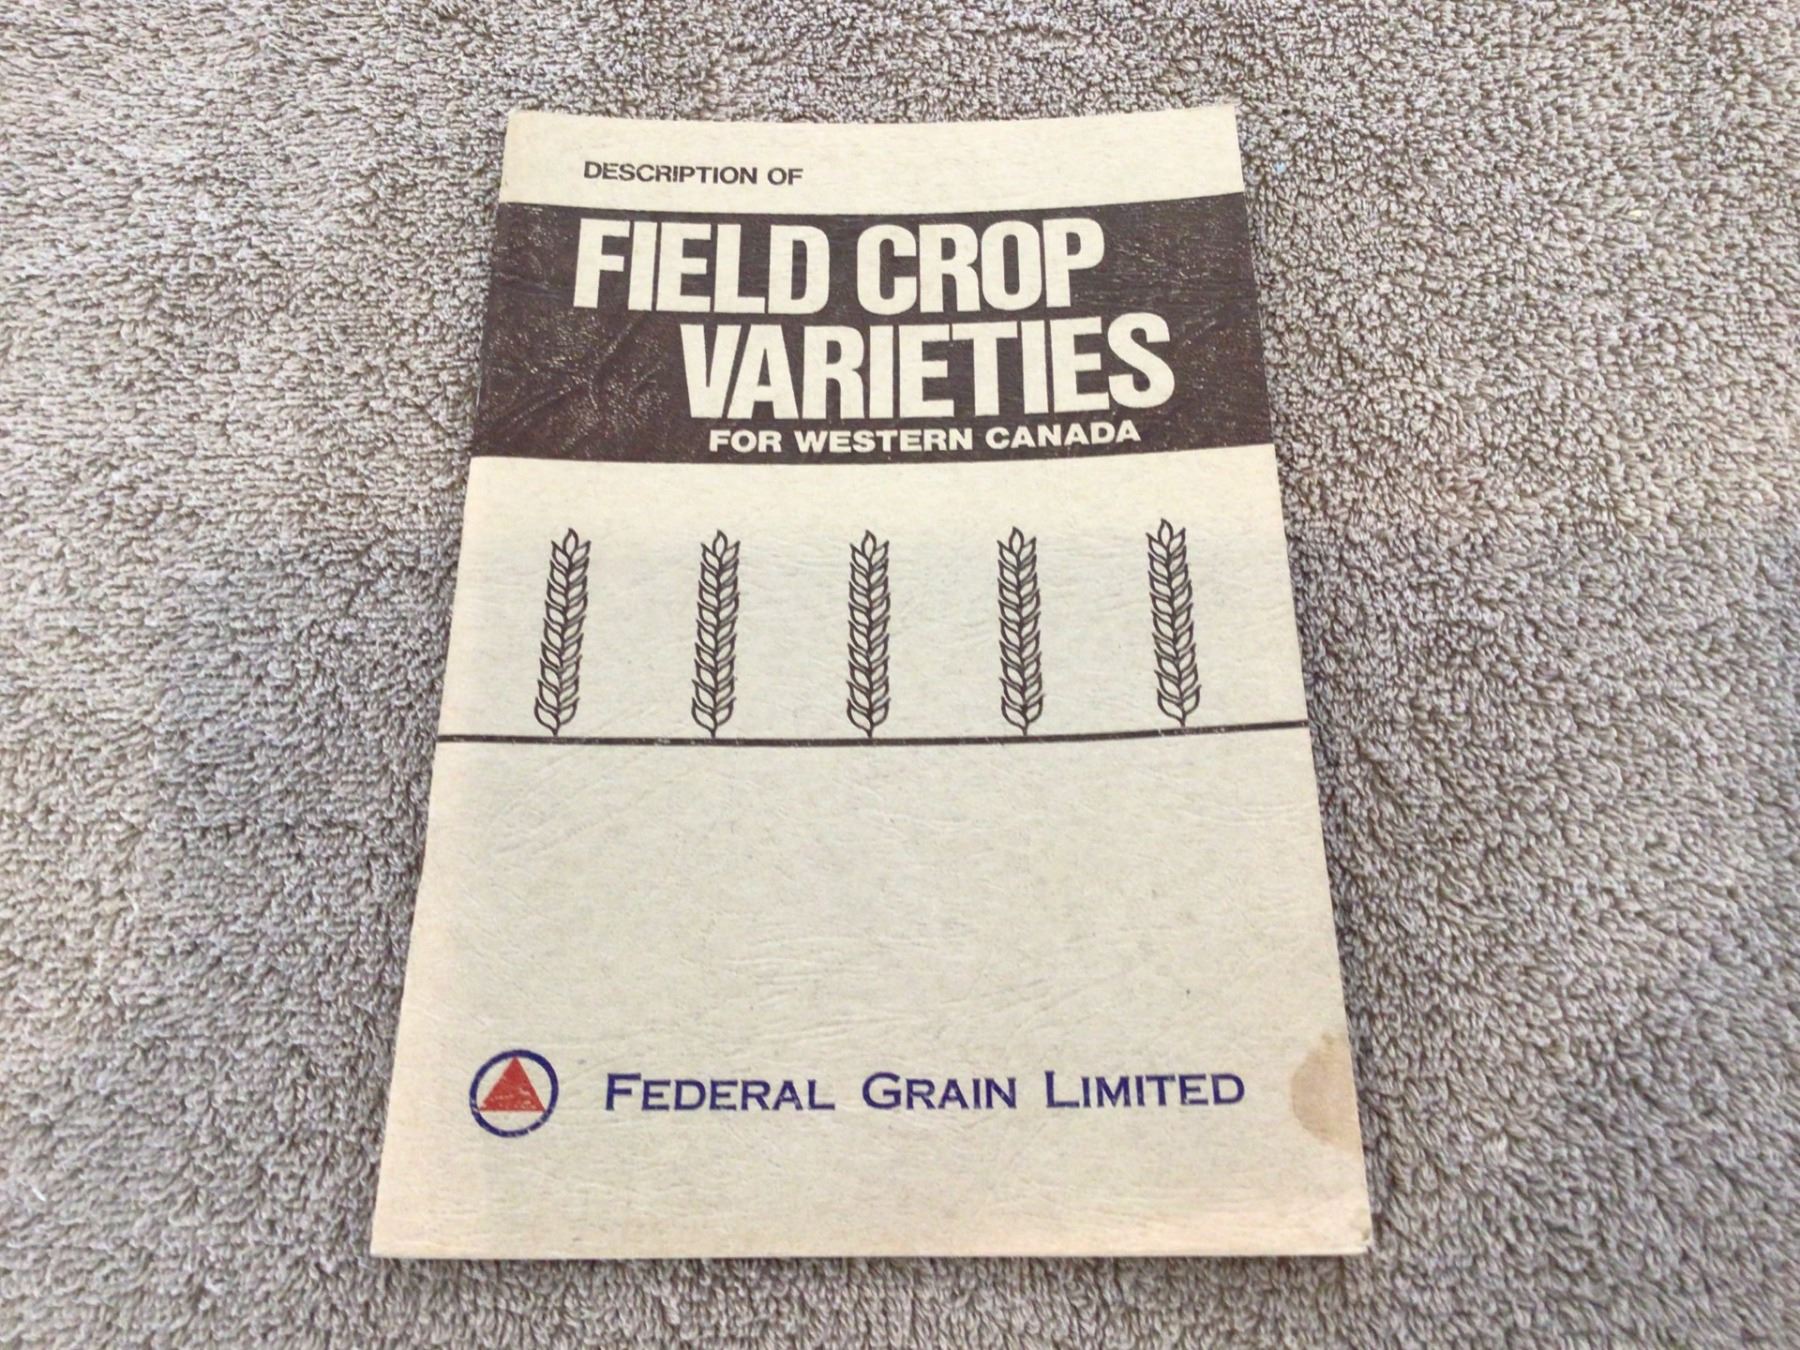 DESCRIPTION OF
FIELD CROP
VARIETIES
FOR WESTERN CANADA
FEDERAL GRAIN LIMITED